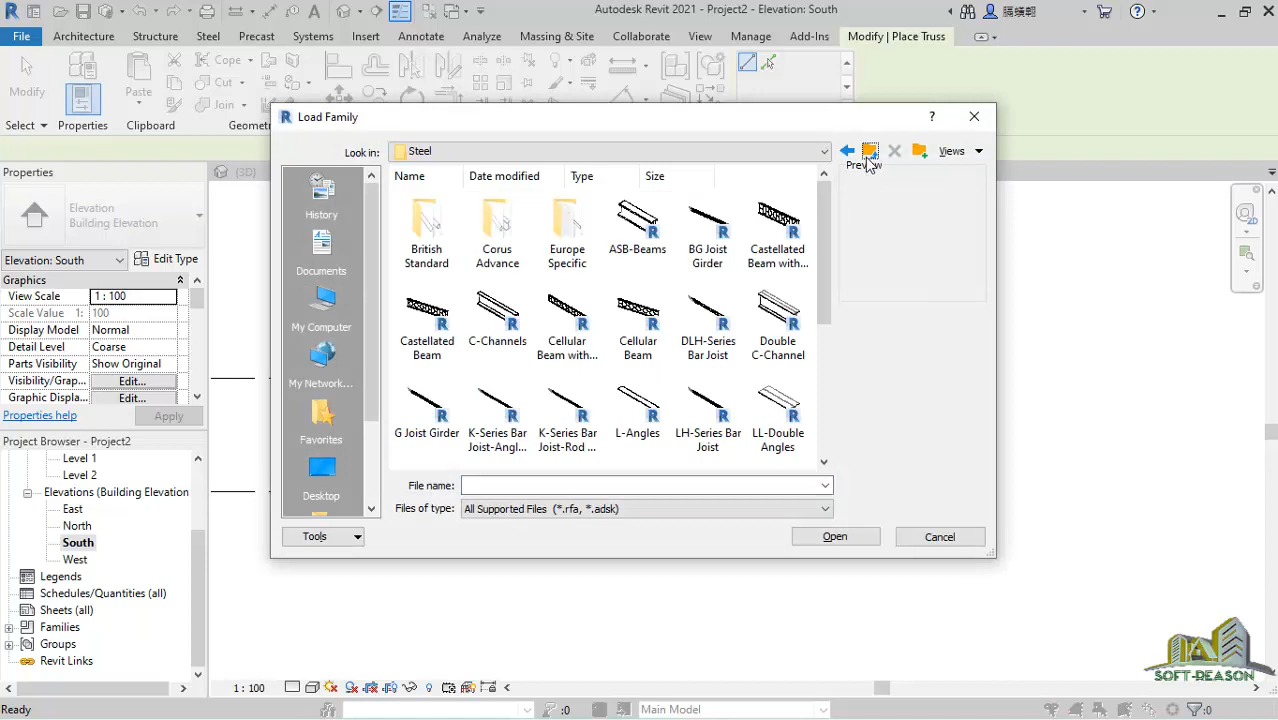 Autodesk Revit 2021 - Project2 - Elevation: South
File
Architecture
Structure
Steel
Precast
Systems
Insert
Annotate
Analyze
Massing & Site
Collaborate
View
Manage
Add-Ins
Modify | Place Truss
Modify
Paste
Cope
Cut
Join
Select
Properties
Clipboard
Geomet
Load Family
Look in:
Steel
Views
Preview
Name
Date modified
Type
Size
History
Documents
My Computer
My Network...
Favorites
Desktop
British Standard
Corus Advance
Europe Specific
ASB-Beams
BG Joist Girder
Castellated Beam with...
Castellated Beam
C-Channels
Cellular Beam with...
Cellular Beam
DLH-Series Bar Joist
Double C-Channel
G Joist Girder
K-Series Bar Joist-Angl...
K-Series Bar Joist-Rod ...
L-Angles
LH-Series Bar Joist
LL-Double Angles
File name:
Files of type:
All Supported Files (*.rfa, *.adsk)
Tools
Open
Cancel
Properties
(3D)
Elevation
Building Elevation
Elevation: South
Edit Type
Graphics
View Scale
1 : 100
Scale Value 1:
100
Display Model
Normal
Detail Level
Coarse
Parts Visibility
Show Original
Visibility/Grap...
Edit...
Graphic Displa...
Edit...
Properties help
Apply
Project Browser - Project2
Level 1
Level 2
Elevations (Building Elevation
East
North
South
West
Legends
Schedules/Quantities (all)
Sheets (all)
Families
Groups
Revit Links
2D
1 : 100
SOFT-REASON
Ready
:0
Main Model
:0